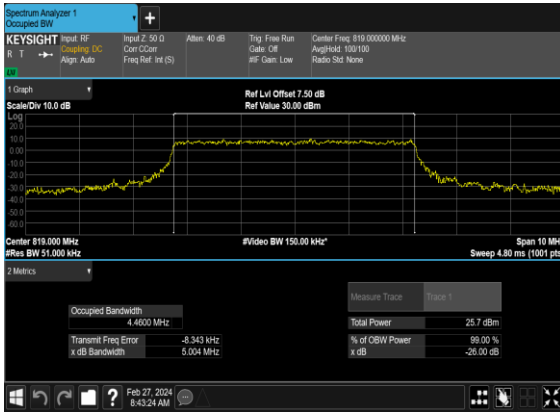 Spectrum Analyzer 1
Occupied BW
+
KEYSIGHT Input: RF Input Z: 50 Ω Atten: 40 dB Trig: Free Run Center Freq: 819.000000 MHz
R T Coupling: DC Corr CCorr Gate: Off Avg|Hold: 100/100
Align: Auto Freq Ref: Int (S) #IF Gain: Low Radio Std: None
1 Graph
Ref Lvl Offset 7.50 dB
Scale/Div 10.0 dB Ref Value 30.00 dBm
Log
20.0
10.0
0.00
-10.0
-20.0
-30.0
-40.0
-50.0
-60.0
Center 819.000 MHz #Video BW 150.00 kHz* Span 10 MH
#Res BW 51.000 kHz Sweep 4.80 ms (1001 pts
2 Metrics
Measure Trace Trace 1
Occupied Bandwidth
4.4600 MHz Total Power 25.7 dBm
Transmit Freq Error -8.343 kHz % of OBW Power 99.00 %
x dB Bandwidth 5.004 MHz x dB -26.00 dB
? Feb 27, 2024
8:43:24 AM